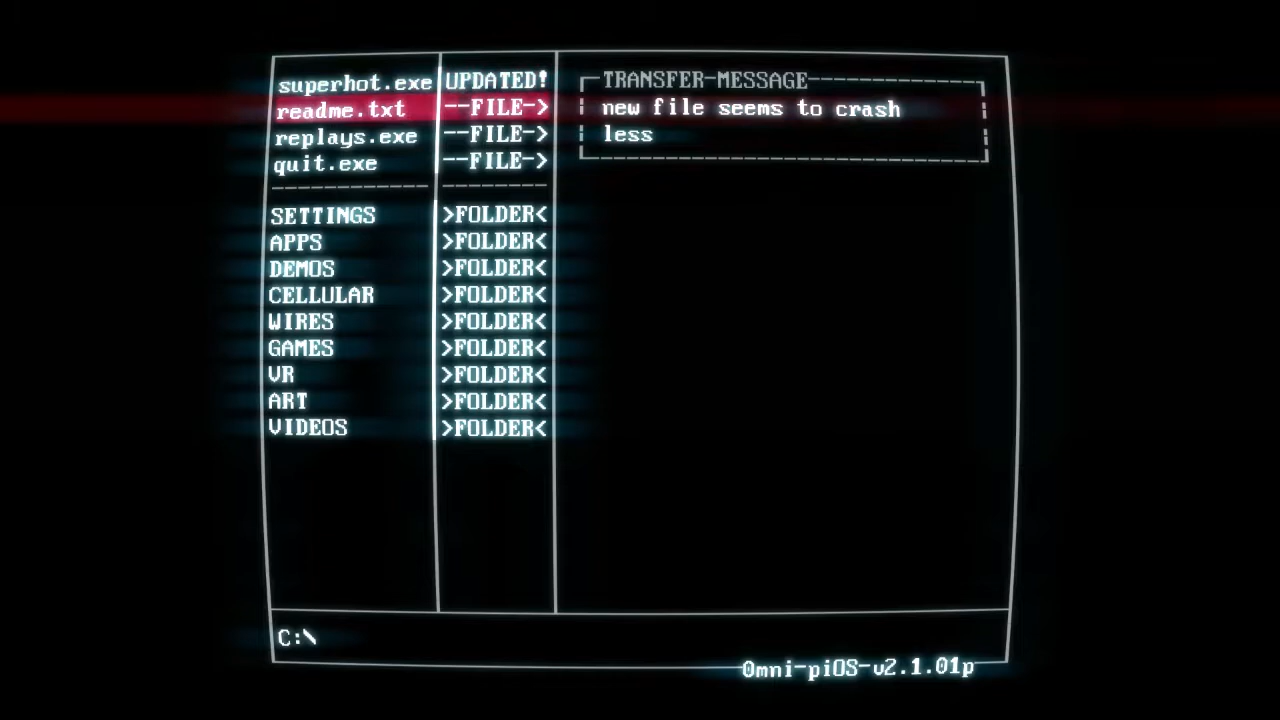 superhot.exe UPDATED!
readme.txt --FILE->
replays.exe --FILE->
quit.exe --FILE->
SETTINGS >FOLDER<
APPS >FOLDER<
DEMOS >FOLDER<
CELLULAR >FOLDER<
WIRES >FOLDER<
GAMES >FOLDER<
VR >FOLDER<
ART >FOLDER<
VIDEOS >FOLDER<
TRANSFER-MESSAGE
new file seems to crash
less
C:\
0mni-piOS-v2.1.01p